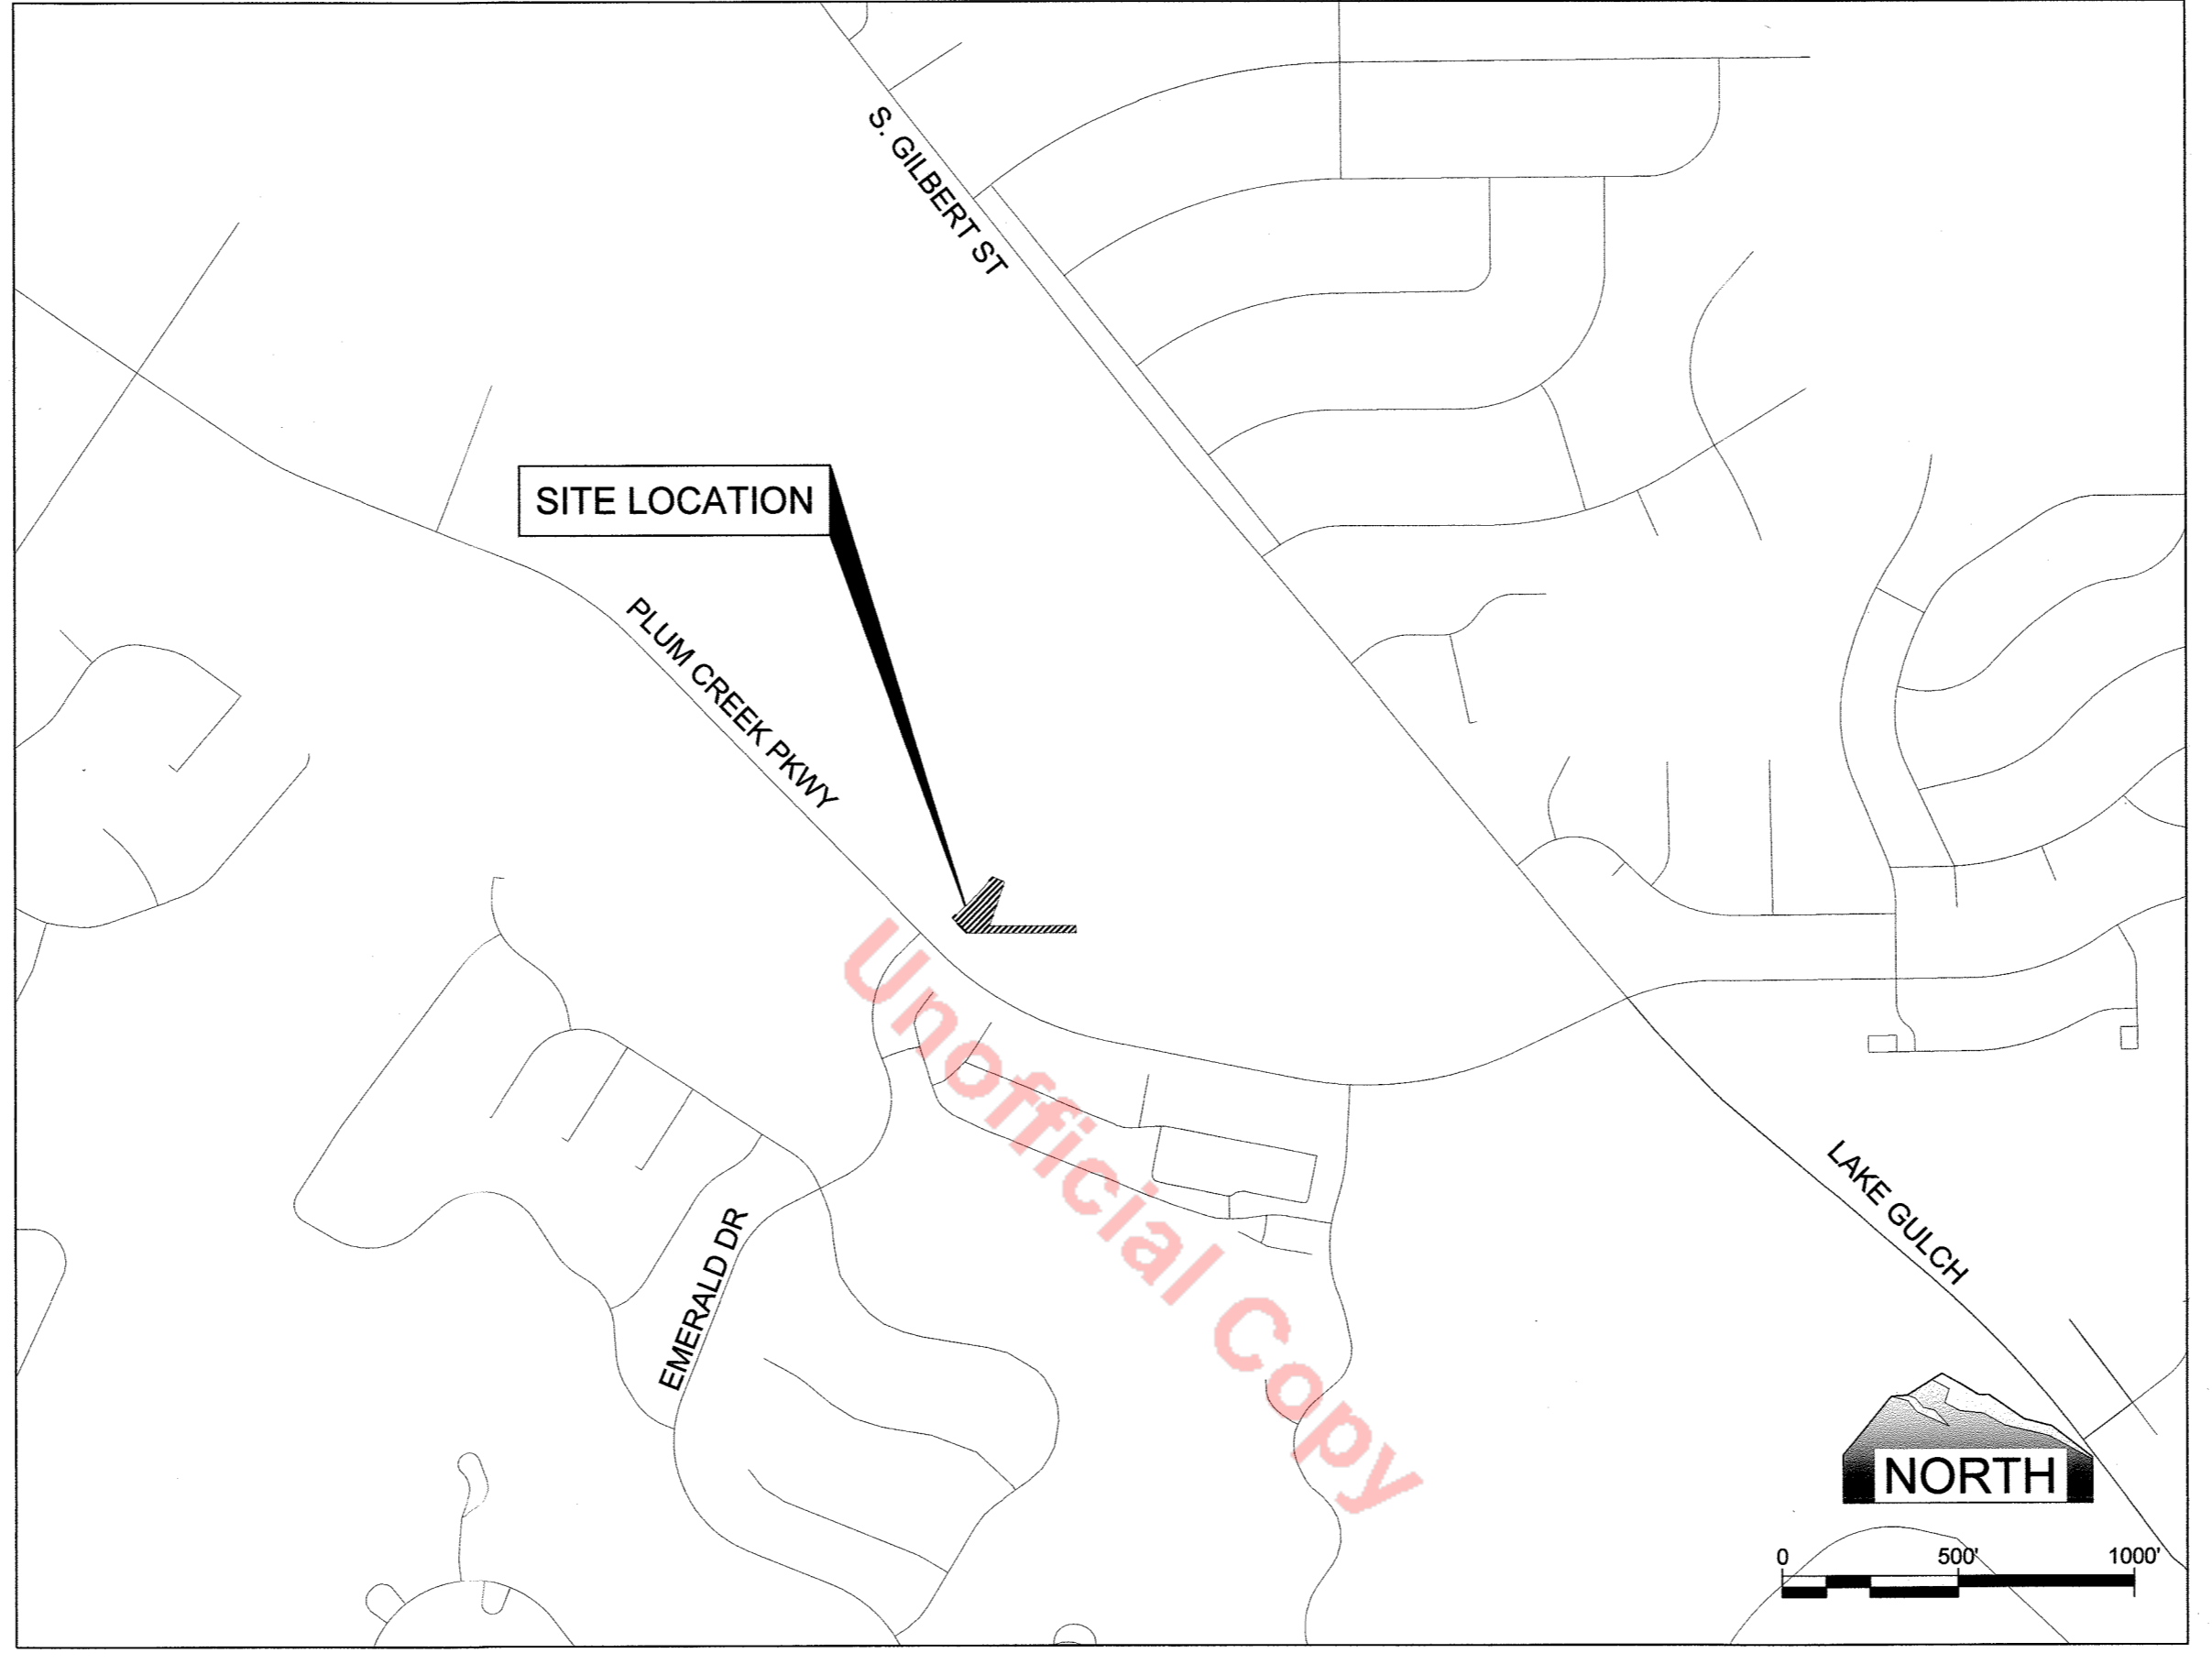 S. GILBERT ST
SITE LOCATION
PLUM CREEK PKWY
Unofficial Copy
LAKE GULCH
EMERALD DR
NORTH
0 500' 1000'